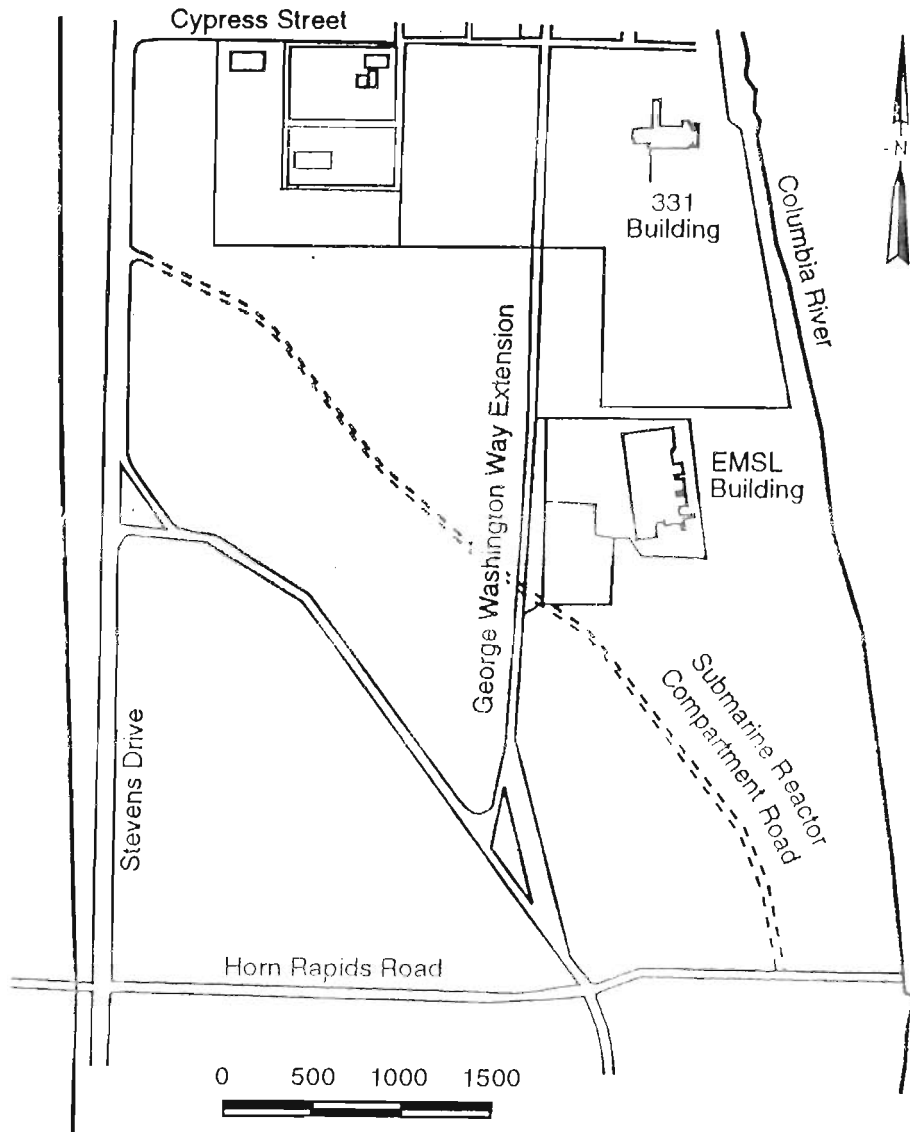 Cypress Street
- N -
331
Building
Columbia River
George Washington Way Extension
EMSL
Building
Submarine Reactor
Compartment Road
Stevens Drive
Horn Rapids Road
0 500 1000 1500